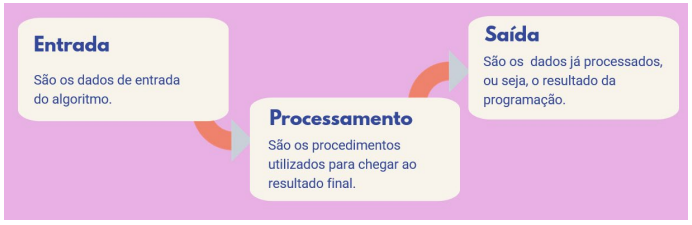 Entrada
São os dados de entrada
do algoritmo.
Processamento
São os procedimentos
utilizados para chegar ao
resultado final.
Saída
São os  dados já processados,
ou seja, o resultado da
programação.